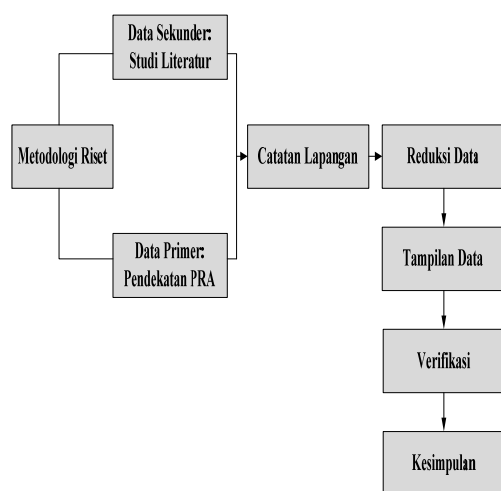 Data Sekunder:
Studi Literatur
Metodologi Riset
Catatan Lapangan
Reduksi Data
Data Primer:
Pendekatan PRA
Tampilan Data
Verifikasi
Kesimpulan